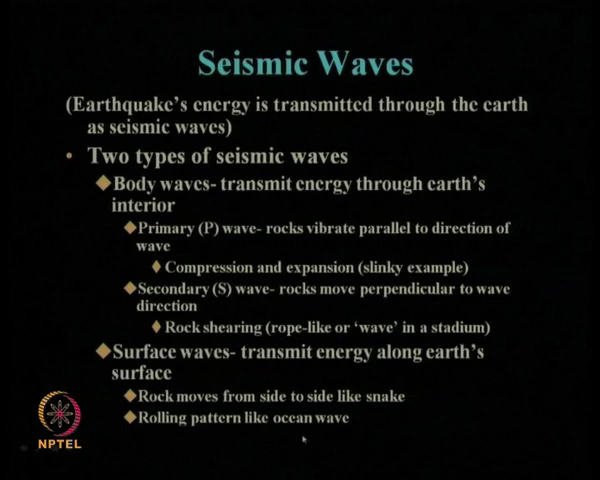 Seismic Waves
(Earthquake's energy is transmitted through the earth
as seismic waves)
• Two types of seismic waves
◆Body waves- transmit energy through earth's
interior
◆Primary (P) wave- rocks vibrate parallel to direction of
wave
♦ Compression and expansion (slinky example)
◆Secondary (S) wave- rocks move perpendicular to wave
direction
♦ Rock shearing (rope-like or 'wave' in a stadium)
◆Surface waves- transmit energy along earth's
surface
◆Rock moves from side to side like snake
◆Rolling pattern like ocean wave
NPTEL